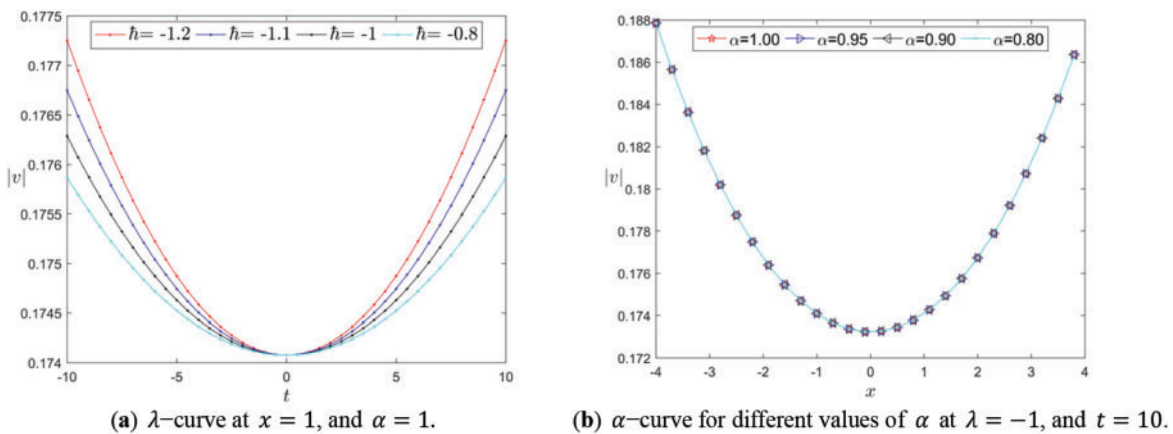 0.1775
ℏ= -1.2 ℏ= -1.1 ℏ= -1 ℏ= -0.8
0.177
0.1765
0.176
|v|
0.1755
0.175
0.1745
0.174
-10 -5 0 5 10
t
(a) λ−curve at x = 1, and α = 1.
0.188
α=1.00 α=0.95 α=0.90 α=0.80
0.186
0.184
0.182
|v|
0.18
0.178
0.176
0.174
0.172
-4 -3 -2 -1 0 1 2 3 4
x
(b) α−curve for different values of α at λ = −1, and t = 10.